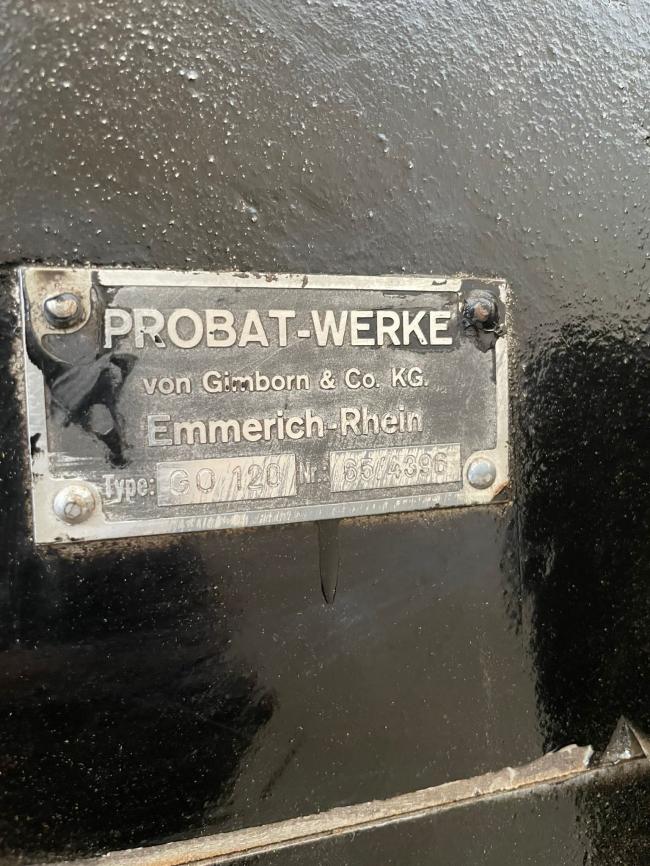 PROBAT-WERKE
von Gimborn & Co. KG.
Emmerich-Rhein
Type: GO 120 Nr.: 65/4396